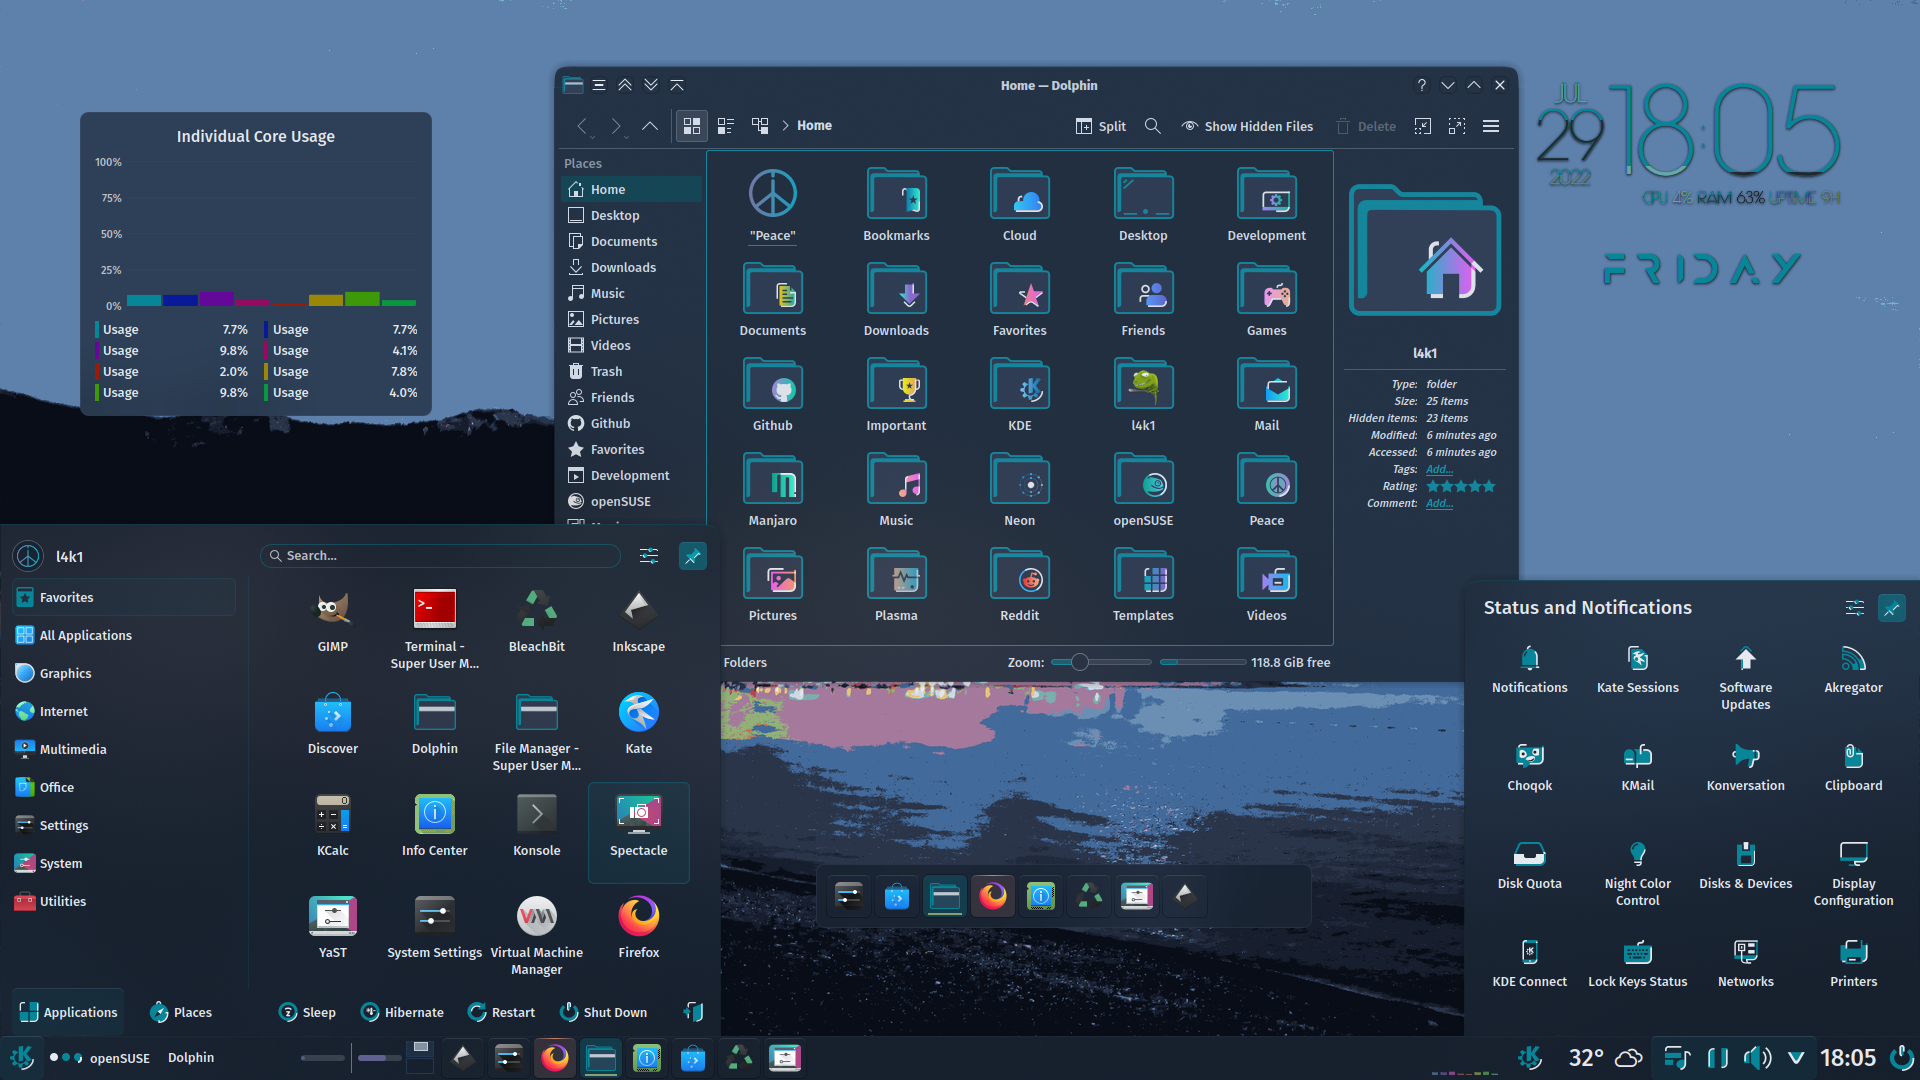 Individual Core Usage
100%
75%
50%
25%
0%
Usage 7.7% Usage 7.7%
Usage 9.8% Usage 4.1%
Usage 2.0% Usage 7.8%
Usage 9.8% Usage 4.0%
Home — Dolphin
?
Home
Split
Show Hidden Files
Delete
Places
Home
Desktop
Documents
Downloads
Music
Pictures
Videos
Trash
Friends
Github
Favorites
Development
openSUSE
"Peace" Bookmarks Cloud Desktop Development
Documents Downloads Favorites Friends Games
Github Important KDE l4k1 Mail
Manjaro Music Neon openSUSE Peace
Pictures Plasma Reddit Templates Videos
Folders
Zoom:
118.8 GiB free
l4k1
Type: folder
Size: 25 items
Hidden items: 23 items
Modified: 6 minutes ago
Accessed: 6 minutes ago
Tags: Add...
Rating:
Comment: Add...
JUL
29
2022
18:05
CPU 4% RAM 63% UPTIME 9H
FRIDAY
l4k1
Search...
Favorites
All Applications
Graphics
Internet
Multimedia
Office
Settings
System
Utilities
GIMP
Terminal -
Super User M...
BleachBit
Inkscape
Discover
Dolphin
File Manager -
Super User M...
Kate
KCalc
Info Center
Konsole
Spectacle
YaST
System Settings
Virtual Machine
Manager
Firefox
Applications
Places
Sleep
Hibernate
Restart
Shut Down
Status and Notifications
Notifications
Kate Sessions
Software
Updates
Akregator
Choqok
KMail
Konversation
Clipboard
Disk Quota
Night Color
Control
Disks & Devices
Display
Configuration
KDE Connect
Lock Keys Status
Networks
Printers
openSUSE
Dolphin
32°
18:05